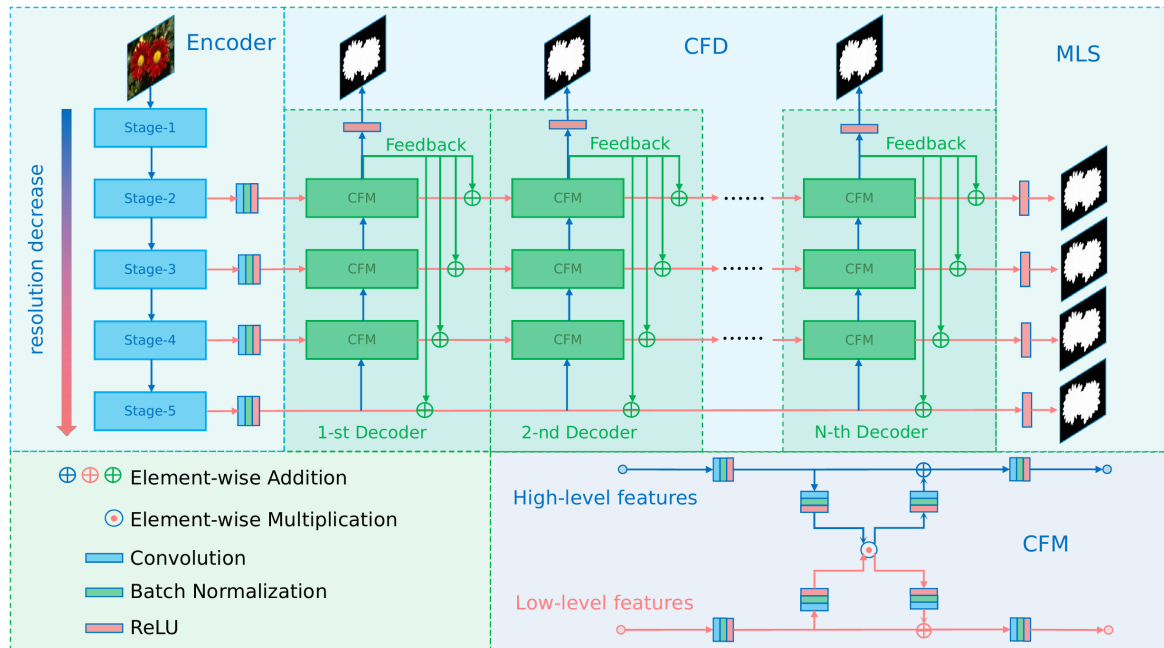 Encoder
CFD
MLS
resolution decrease
Stage-1
Stage-2
Stage-3
Stage-4
Stage-5
Feedback
CFM
CFM
CFM
1-st Decoder
Feedback
CFM
CFM
CFM
2-nd Decoder
......
......
......
Feedback
CFM
CFM
CFM
N-th Decoder
Element-wise Addition
Element-wise Multiplication
Convolution
Batch Normalization
ReLU
High-level features
Low-level features
CFM